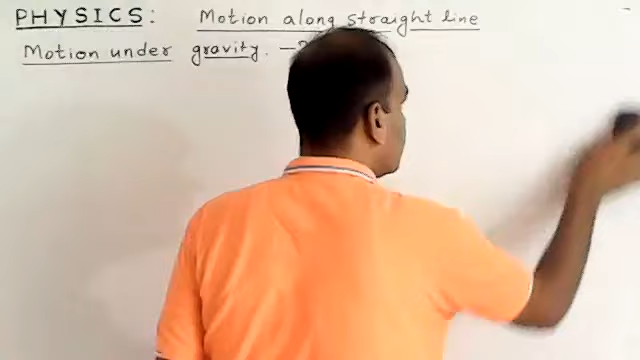 PHYSICS: Motion along straight line
Motion under gravity. –